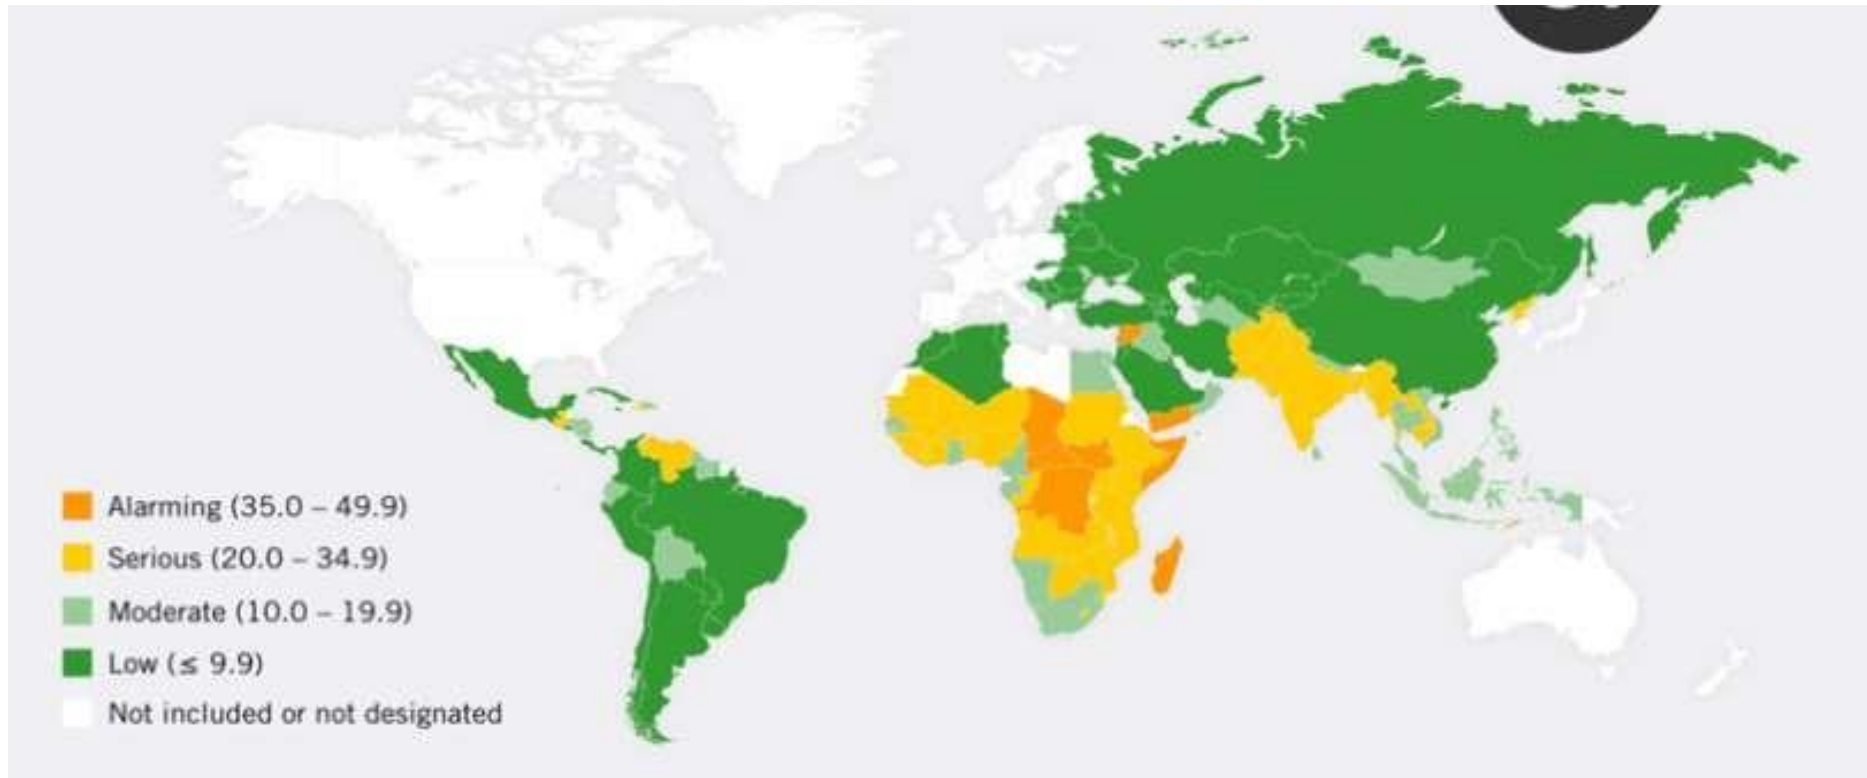 Alarming (35.0 – 49.9)
Serious (20.0 – 34.9)
Moderate (10.0 – 19.9)
Low (≤ 9.9)
Not included or not designated